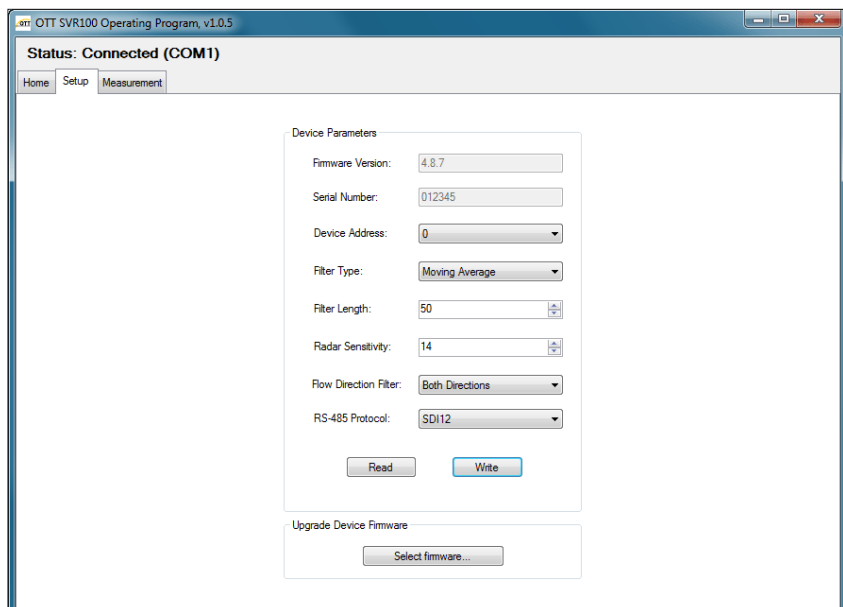 OTT OTT SVR100 Operating Program, v1.0.5
Status: Connected (COM1)
Home Setup Measurement
Device Parameters
Firmware Version: 4.8.7
Serial Number: 012345
Device Address: 0
Filter Type: Moving Average
Filter Length: 50
Radar Sensitivity: 14
Flow Direction Filter: Both Directions
RS-485 Protocol: SDI12
Read Write
Upgrade Device Firmware
Select firmware...